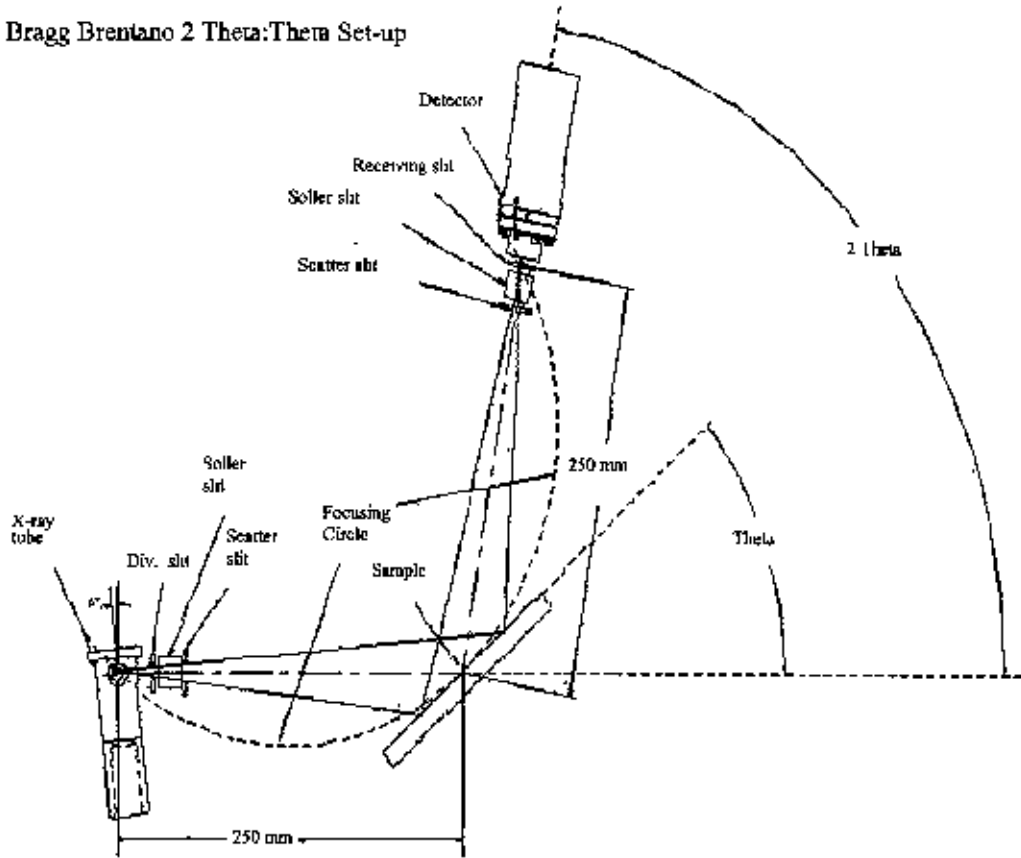 Bragg Brentano 2 Theta:Theta Set-up
Detector
Receiving slit
Soller slit
Scatter slit
2 Theta
250 mm
Soller
slit
X-ray
tube
Scatter
slit
Div. slit
Focusing
Circle
Sample
Theta
250 mm